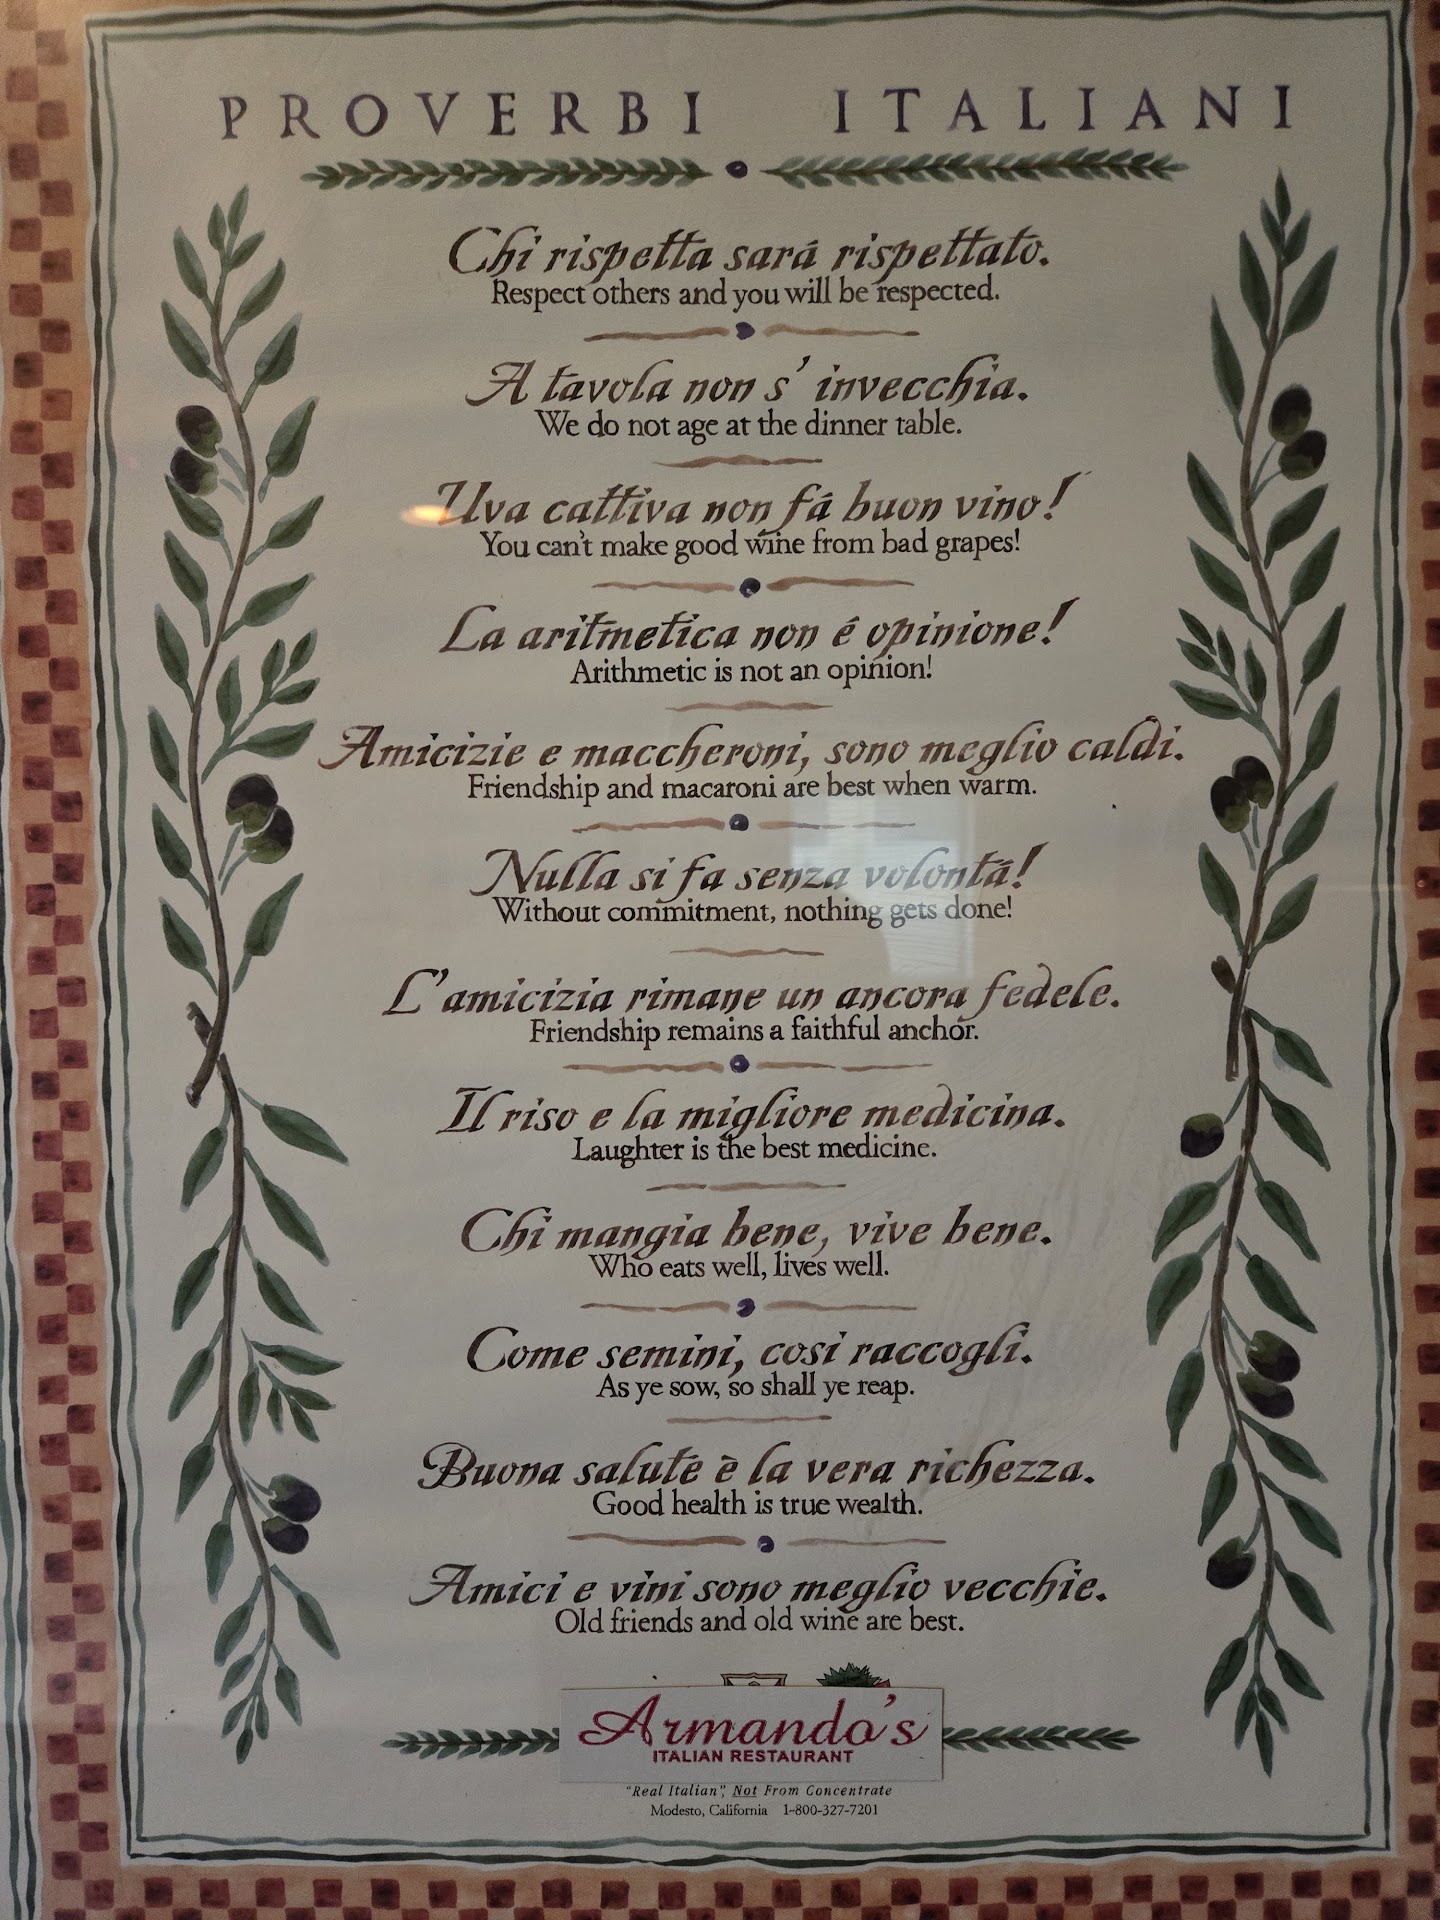 PROVERBI ITALIANI
Chi rispetta sará rispettato.
Respect others and you will be respected.
A tavola non s' invecchia.
We do not age at the dinner table.
Uva cattiva non fá buon vino!
You can't make good wine from bad grapes!
La aritmetica non é opinione!
Arithmetic is not an opinion!
Amicizie e maccheroni, sono meglio caldi.
Friendship and macaroni are best when warm.
Nulla si fa senza volontá!
Without commitment, nothing gets done!
L'amicizia rimane un ancora fedele.
Friendship remains a faithful anchor.
Il riso e la migliore medicina.
Laughter is the best medicine.
Chi mangia bene, vive bene.
Who eats well, lives well.
Come semini, cosi raccogli.
As ye sow, so shall ye reap.
Buona saluté è la vera richezza.
Good health is true wealth.
Amici e vini sono meglio vecchie.
Old friends and old wine are best.
Armando's
ITALIAN RESTAURANT
"Real Italian", Not From Concentrate
Modesto, California 1-800-327-7201